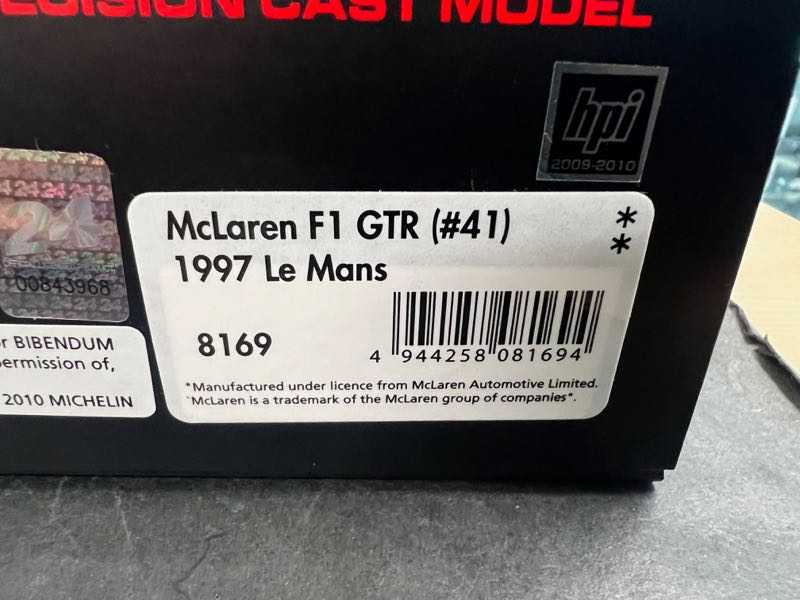 CISION CAST MODEL
hpi
2009-2010
24
00843968
McLaren F1 GTR (#41)
**
1997 Le Mans
8169
4 944258 081694
"Manufactured under licence from McLaren Automotive Limited.
"McLaren is a trademark of the McLaren group of companies".
BIBENDUM
permission of,
2010 MICHELIN